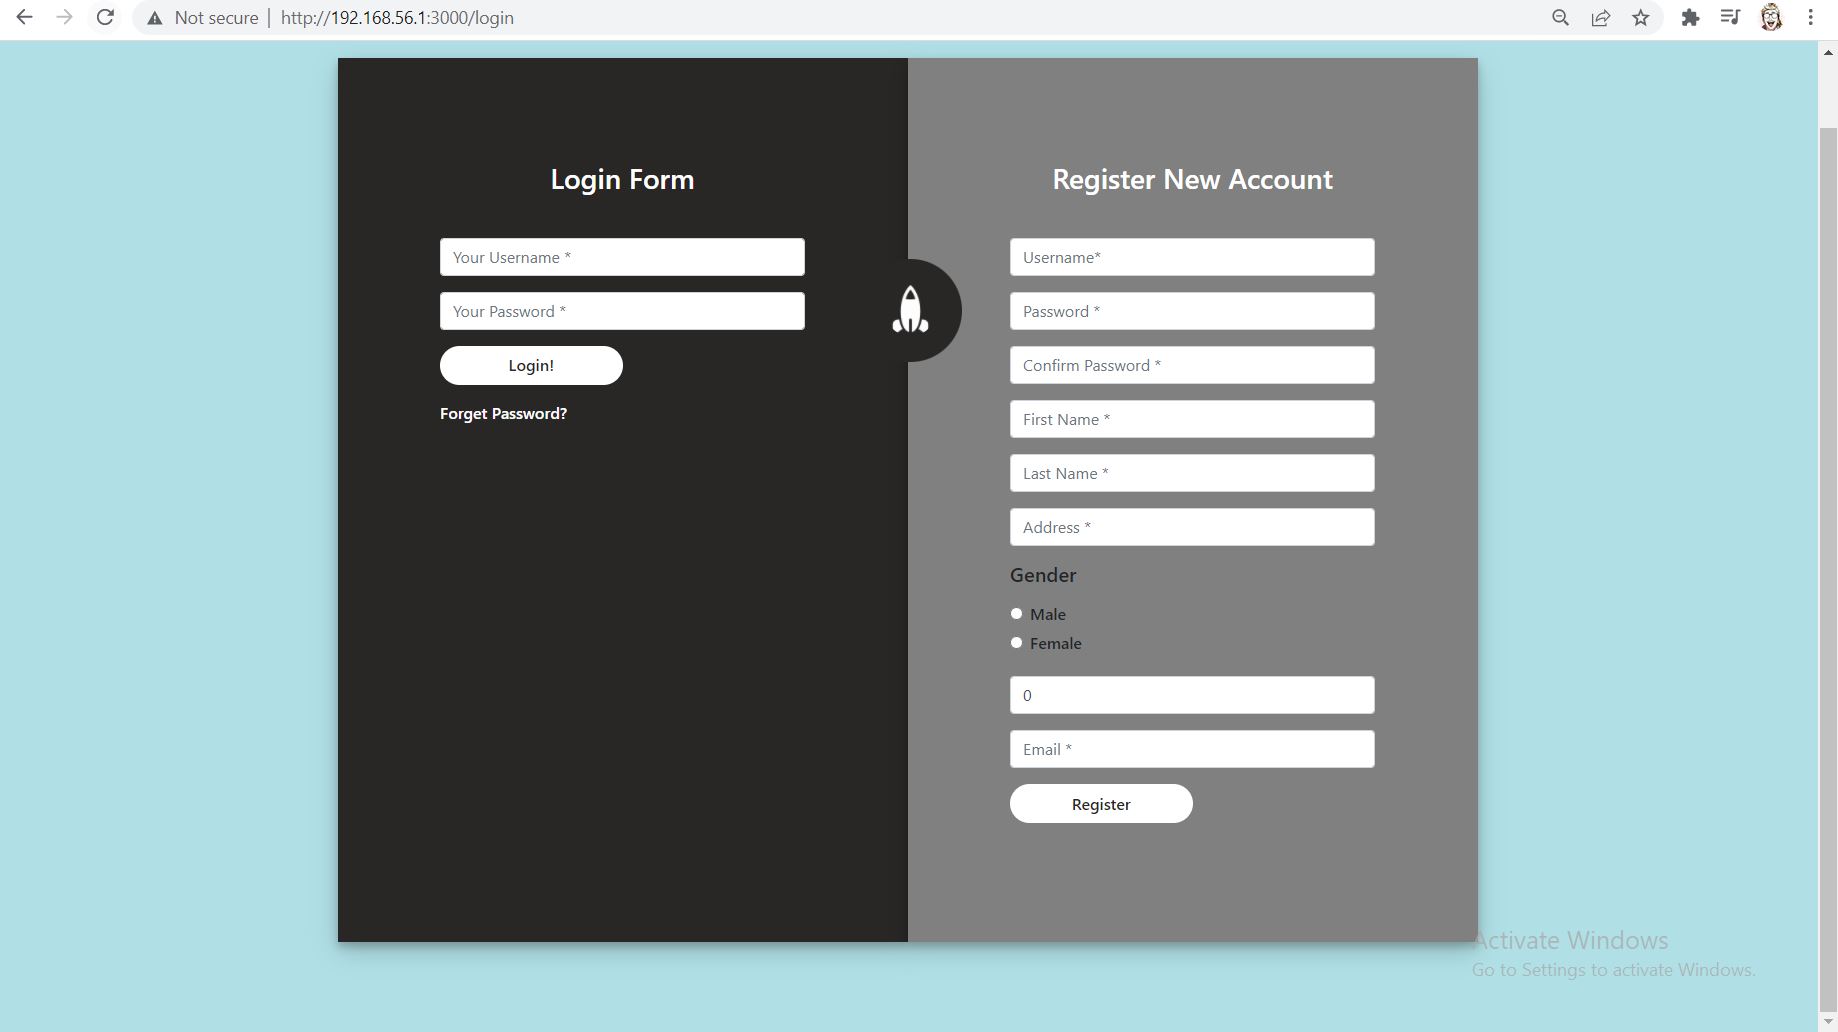 Not secure | http://192.168.56.1:3000/login
Login Form
Your Username *
Your Password *
Login!
Forget Password?
Register New Account
Username*
Password *
Confirm Password *
First Name *
Last Name *
Address *
Gender
Male
Female
0
Email *
Register
Activate Windows
Go to Settings to activate Windows.